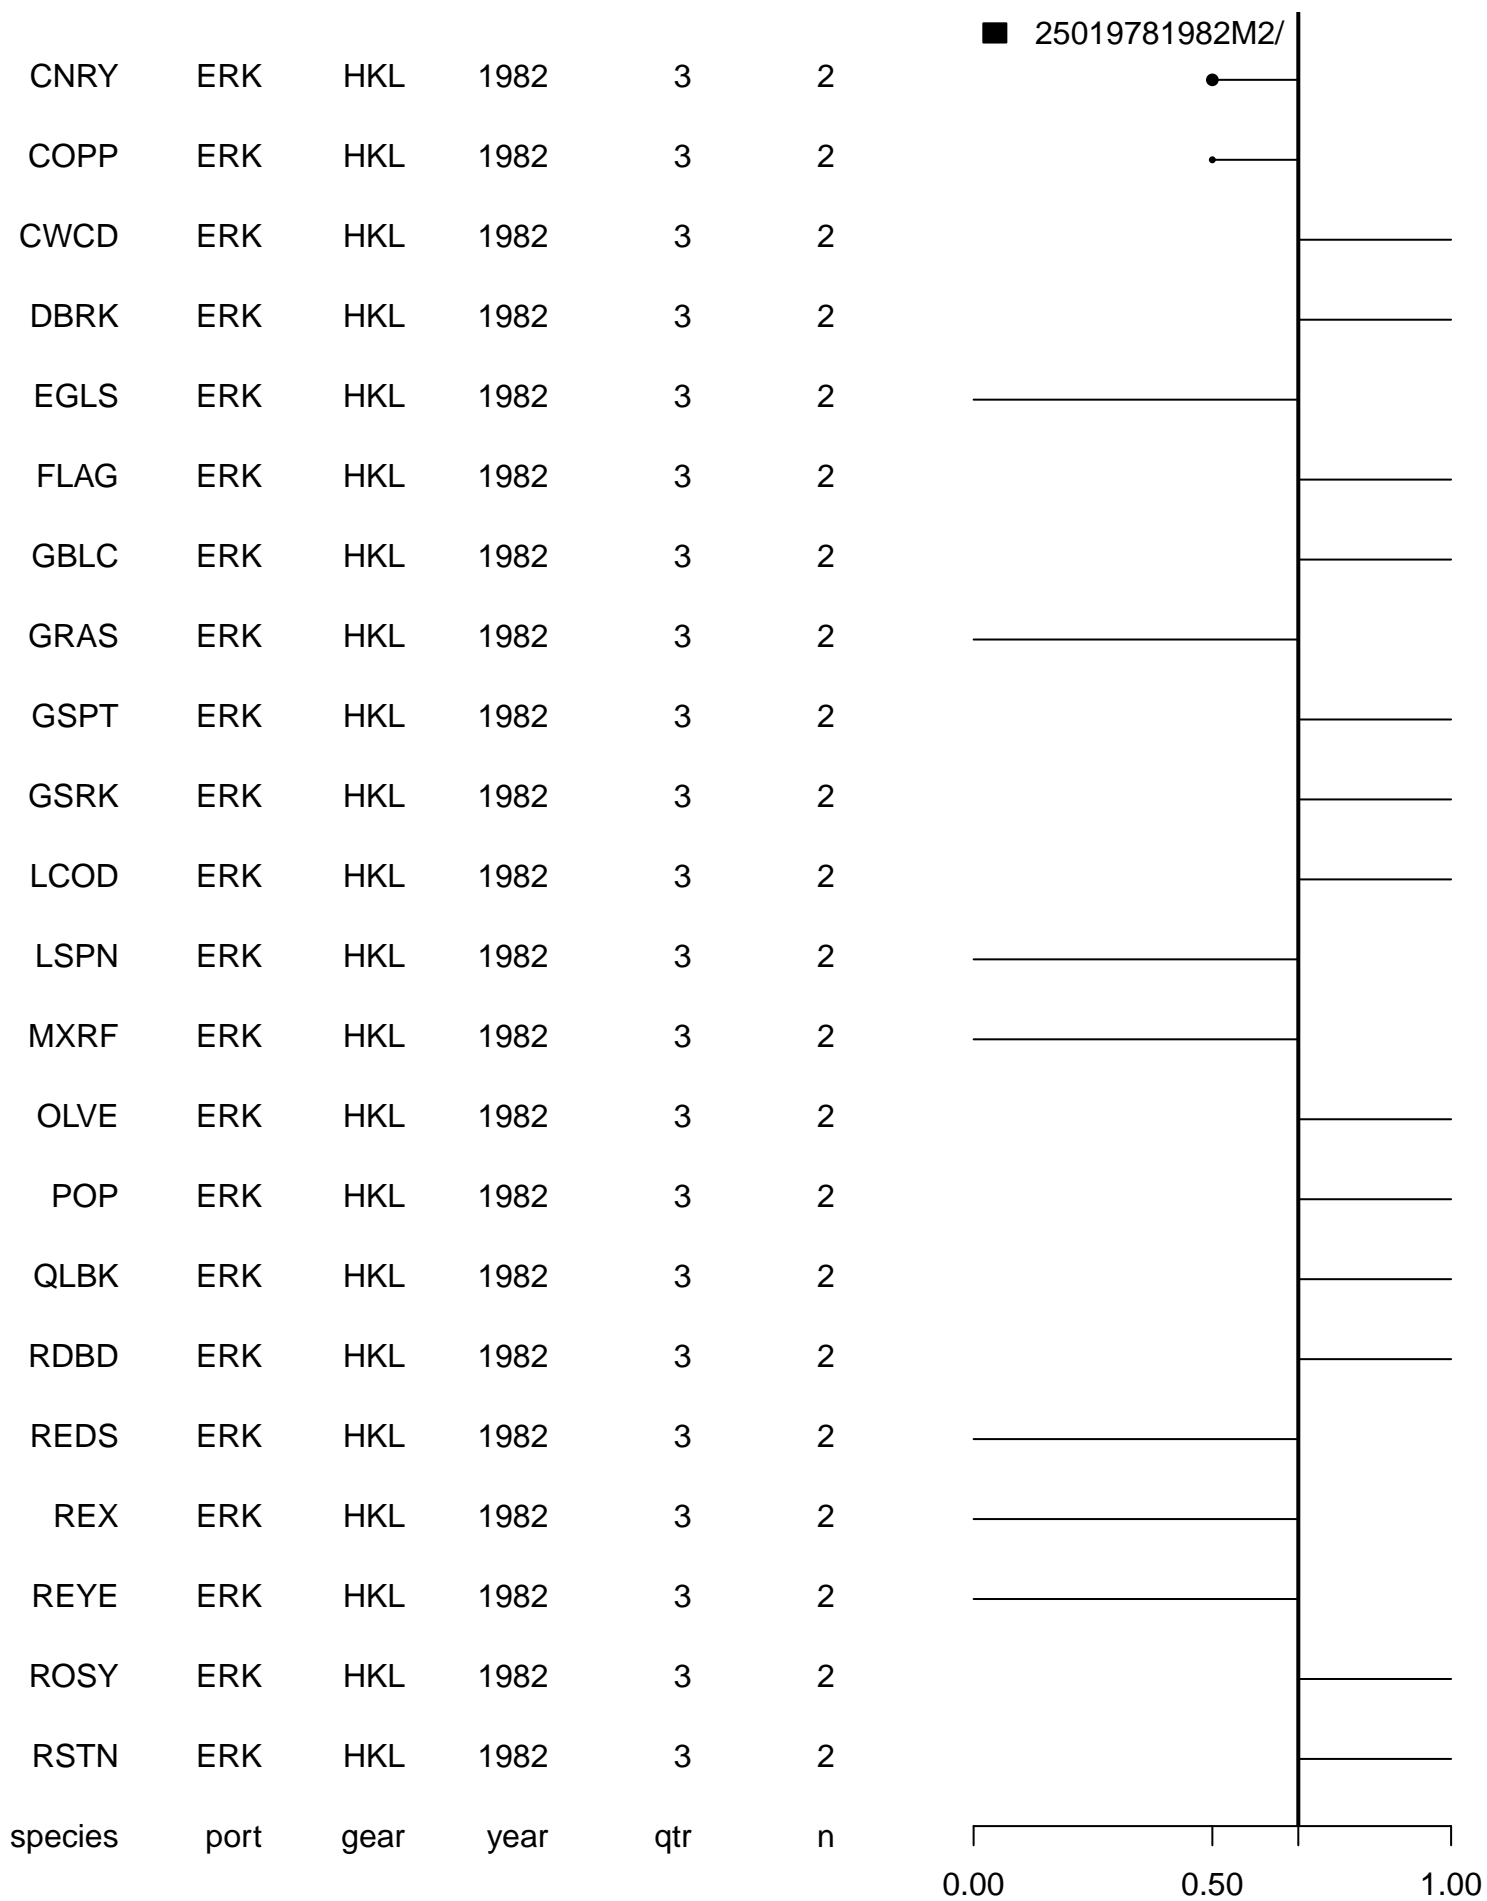 25019781982M2/
CNRY ERK HKL 1982 3 2
COPP ERK HKL 1982 3 2
CWCD ERK HKL 1982 3 2
DBRK ERK HKL 1982 3 2
EGLS ERK HKL 1982 3 2
FLAG ERK HKL 1982 3 2
GBLC ERK HKL 1982 3 2
GRAS ERK HKL 1982 3 2
GSPT ERK HKL 1982 3 2
GSRK ERK HKL 1982 3 2
LCOD ERK HKL 1982 3 2
LSPN ERK HKL 1982 3 2
MXRF ERK HKL 1982 3 2
OLVE ERK HKL 1982 3 2
POP ERK HKL 1982 3 2
QLBK ERK HKL 1982 3 2
RDBD ERK HKL 1982 3 2
REDS ERK HKL 1982 3 2
REX ERK HKL 1982 3 2
REYE ERK HKL 1982 3 2
ROSY ERK HKL 1982 3 2
RSTN ERK HKL 1982 3 2
species port gear year qtr n
0.00 0.50 1.00